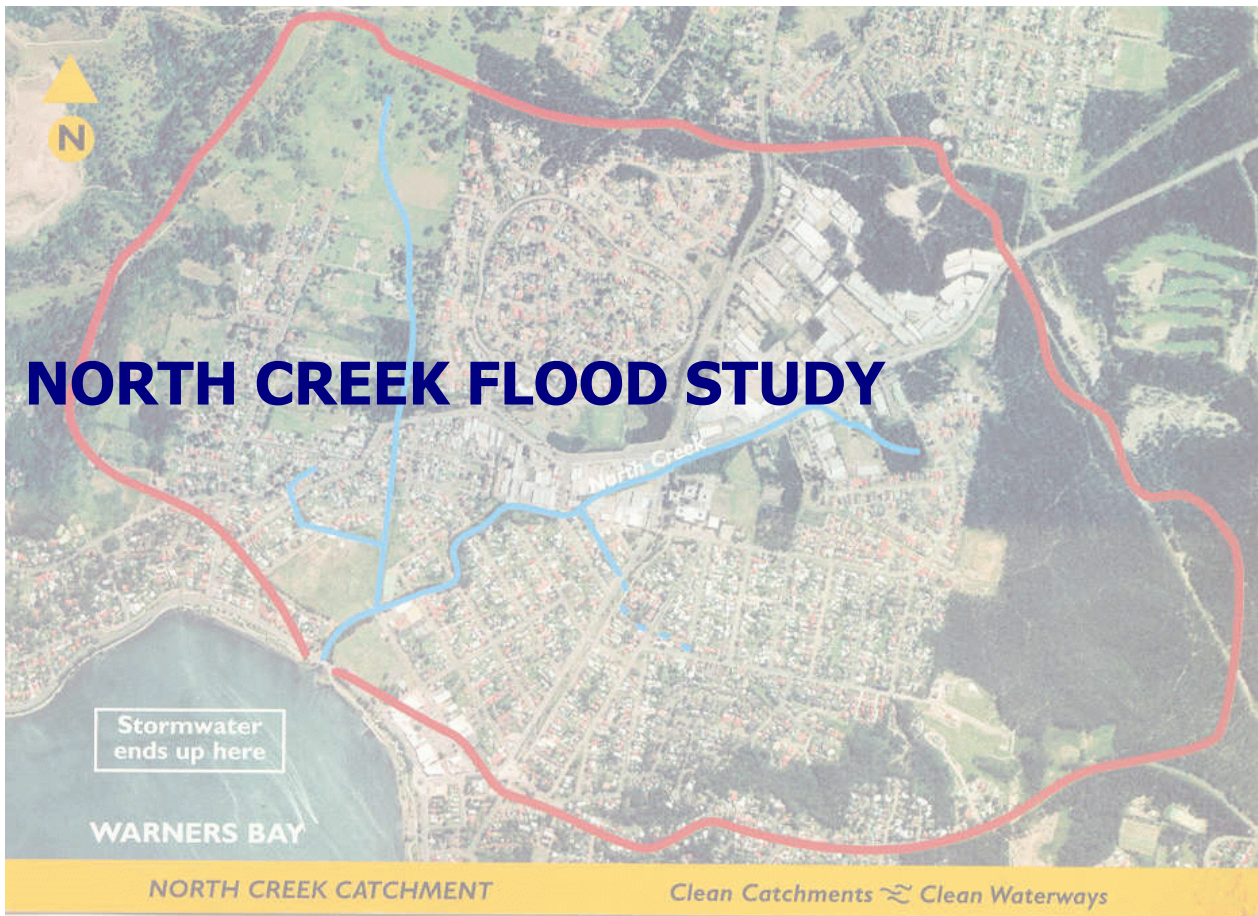 N
NORTH CREEK FLOOD STUDY
North Creek
Stormwater
ends up here
WARNERS BAY
NORTH CREEK CATCHMENT
Clean Catchments Clean Waterways